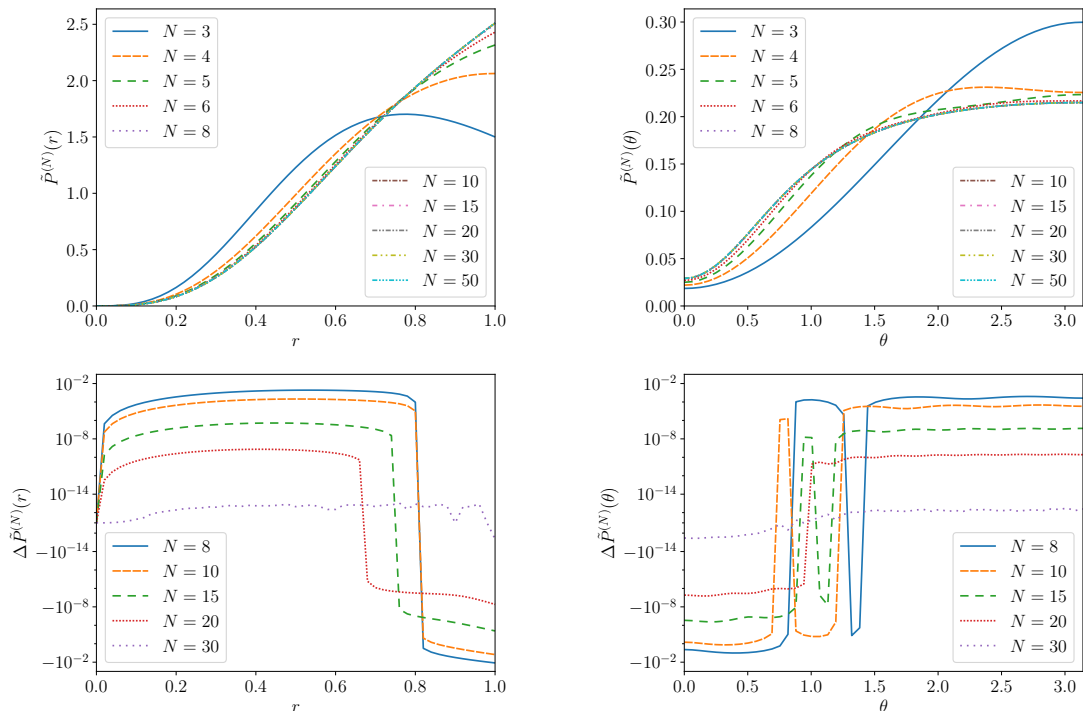 2.5
2.0
1.5
1.0
0.5
0.0
P̃^(N)(r)
N = 3
N = 4
N = 5
N = 6
N = 8
N = 10
N = 15
N = 20
N = 30
N = 50
0.0 0.2 0.4 0.6 0.8 1.0
r
0.30
0.25
0.20
0.15
0.10
0.05
0.00
P̃^(N)(θ)
N = 3
N = 4
N = 5
N = 6
N = 8
N = 10
N = 15
N = 20
N = 30
N = 50
0.0 0.5 1.0 1.5 2.0 2.5 3.0
θ
10^−2
10^−8
10^−14
−10^−14
−10^−8
−10^−2
ΔP̃^(N)(r)
N = 8
N = 10
N = 15
N = 20
N = 30
0.0 0.2 0.4 0.6 0.8 1.0
r
10^−2
10^−8
10^−14
−10^−14
−10^−8
−10^−2
ΔP̃^(N)(θ)
N = 8
N = 10
N = 15
N = 20
N = 30
0.0 0.5 1.0 1.5 2.0 2.5 3.0
θ